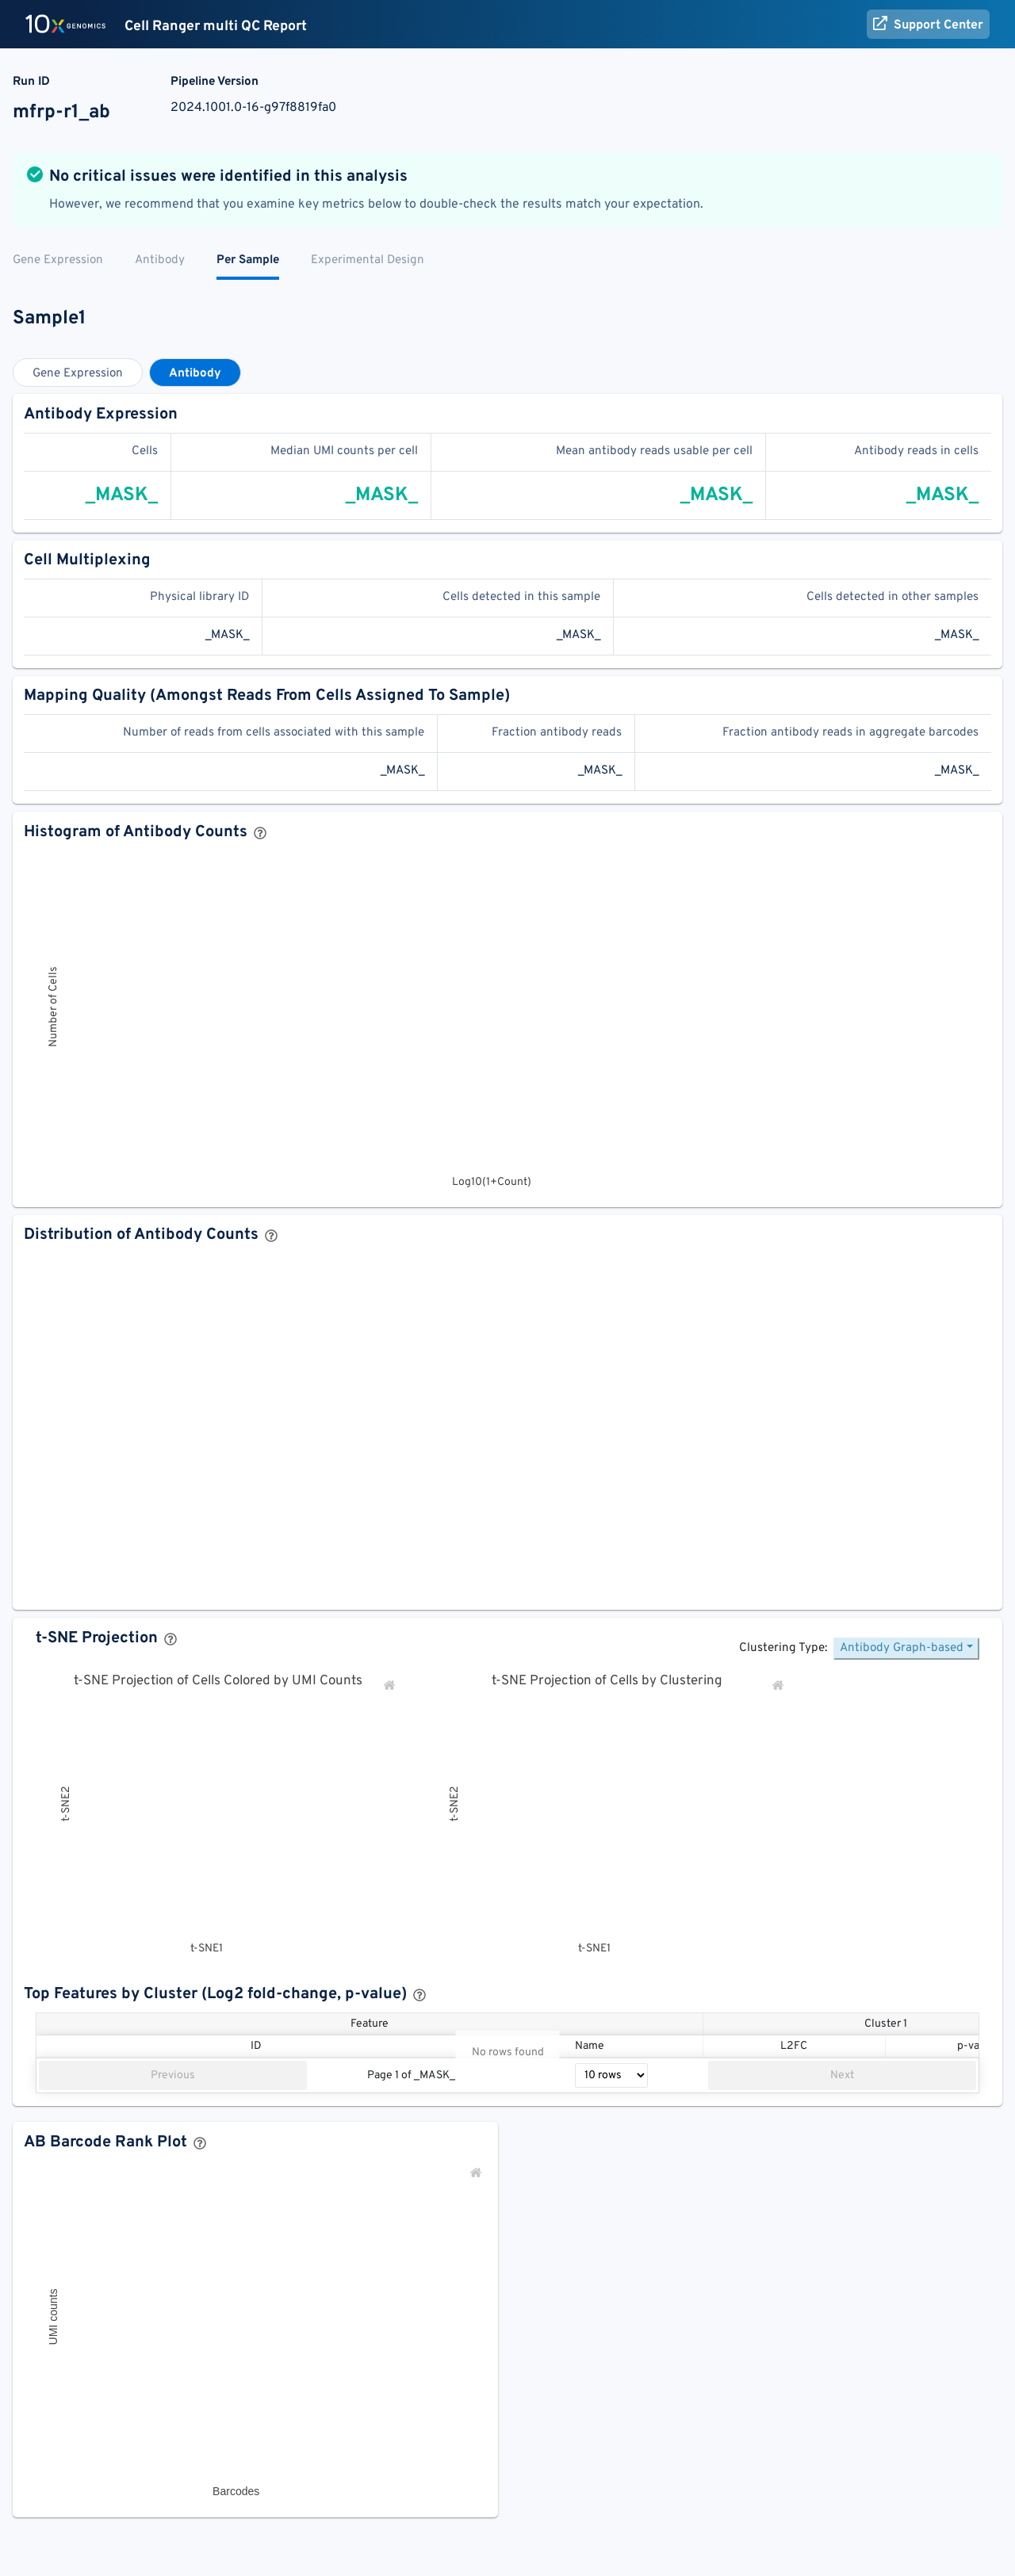 10x GENOMICS Cell Ranger multi QC Report Support Center
Run ID Pipeline Version
mfrp-r1_ab 2024.1001.0-16-g97f8819fa0
No critical issues were identified in this analysis
However, we recommend that you examine key metrics below to double-check the results match your expectation.
Gene Expression Antibody Per Sample Experimental Design
Sample1
Gene Expression Antibody
Antibody Expression
Cells Median UMI counts per cell Mean antibody reads usable per cell Antibody reads in cells
_MASK_ _MASK_ _MASK_ _MASK_
Cell Multiplexing
Physical library ID Cells detected in this sample Cells detected in other samples
_MASK_ _MASK_ _MASK_
Mapping Quality (Amongst Reads From Cells Assigned To Sample)
Number of reads from cells associated with this sample Fraction antibody reads Fraction antibody reads in aggregate barcodes
_MASK_ _MASK_ _MASK_
Histogram of Antibody Counts ?
Number of Cells
Log10(1+Count)
Distribution of Antibody Counts ?
t-SNE Projection ?
Clustering Type: Antibody Graph-based
t-SNE Projection of Cells Colored by UMI Counts t-SNE Projection of Cells by Clustering
t-SNE2 t-SNE2
t-SNE1 t-SNE1
Top Features by Cluster (Log2 fold-change, p-value) ?
Feature Cluster 1
ID Name L2FC p-va
No rows found
Previous Page 1 of _MASK_ 10 rows Next
AB Barcode Rank Plot ?
UMI counts
Barcodes